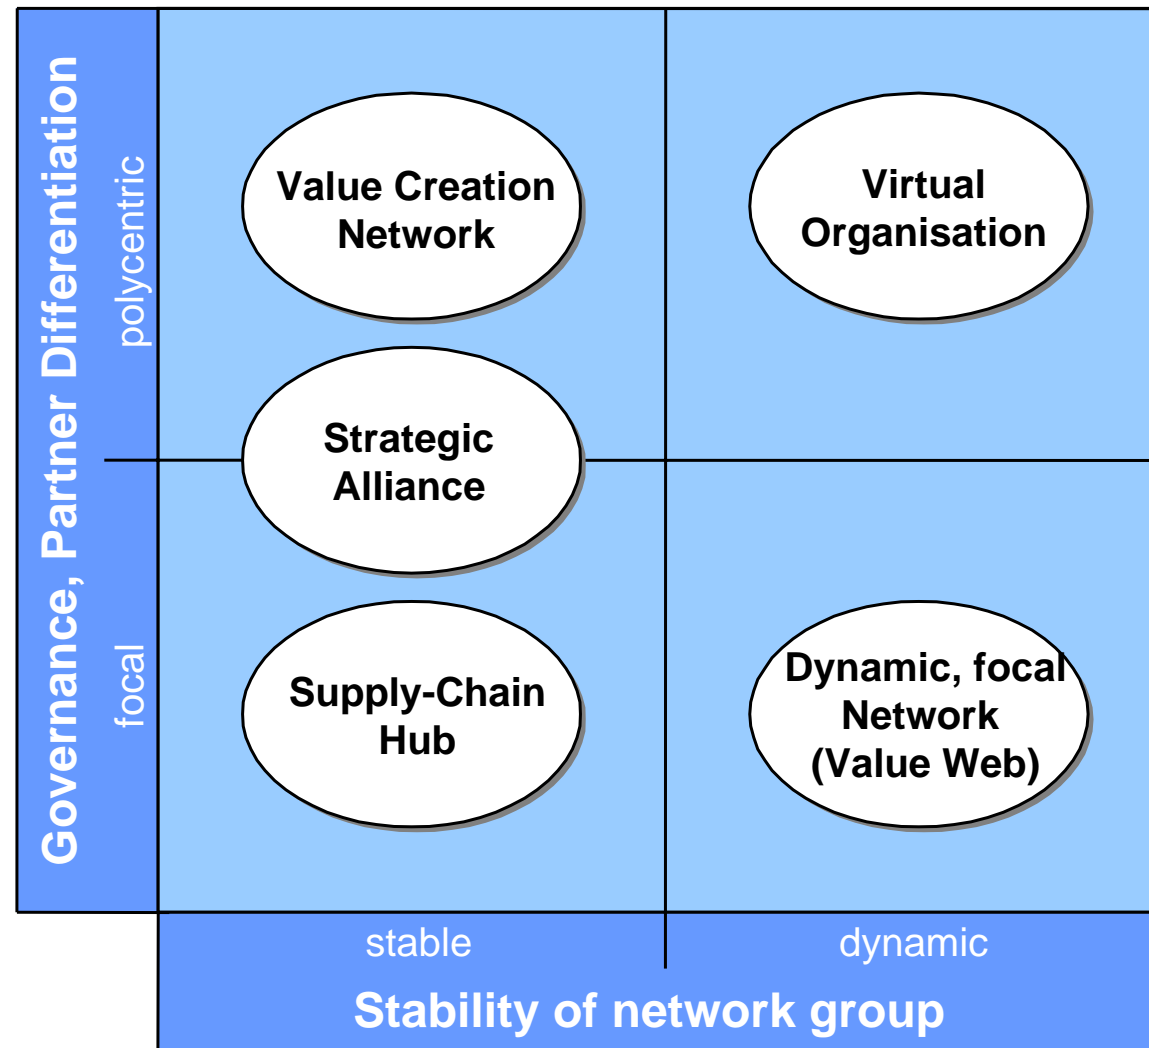 Governance, Partner Differentiation
polycentric
focal
Value Creation
Network
Virtual
Organisation
Strategic
Alliance
Supply-Chain
Hub
Dynamic, focal
Network
(Value Web)
stable
dynamic
Stability of network group